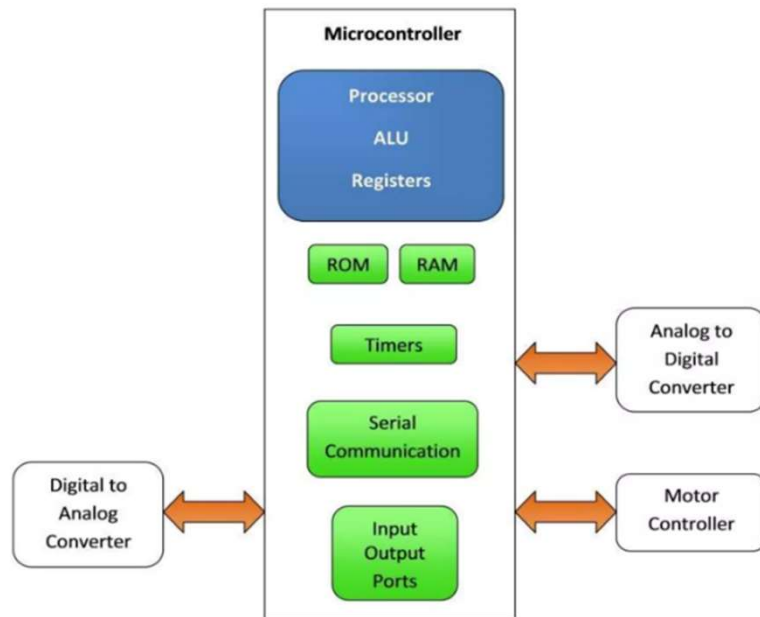 Microcontroller
Processor
ALU
Registers
ROM
RAM
Timers
Serial
Communication
Input
Output
Ports
Analog to
Digital
Converter
Digital to
Analog
Converter
Motor
Controller